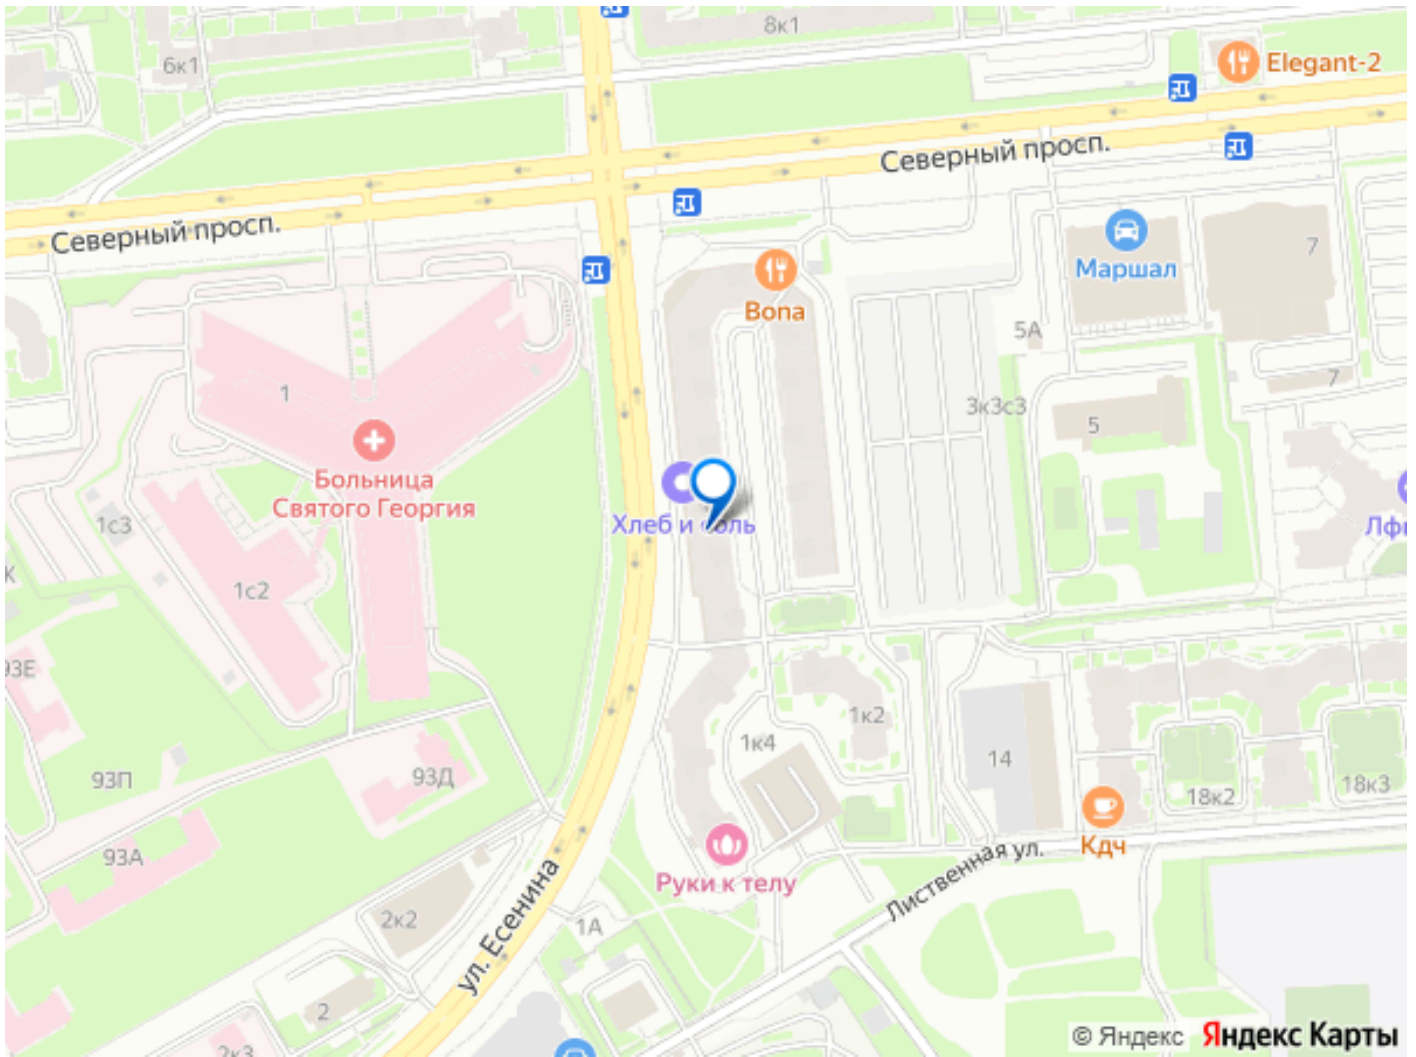 8к1
6к1
Elegant-2
Северный просп.
Северный просп.
Маршал
7
Bona
5А
1
3к3с3
7
5
Больница
Святого Георгия
Хлеб и соль
1с3
1с2
93Е
1к2
1к4
14
93П
93Д
18к2
18к3
93А
Кдч
Лиственная ул.
Руки к телу
2к2
1А
ул. Есенина
2
2к3
© Яндекс Яндекс Карты